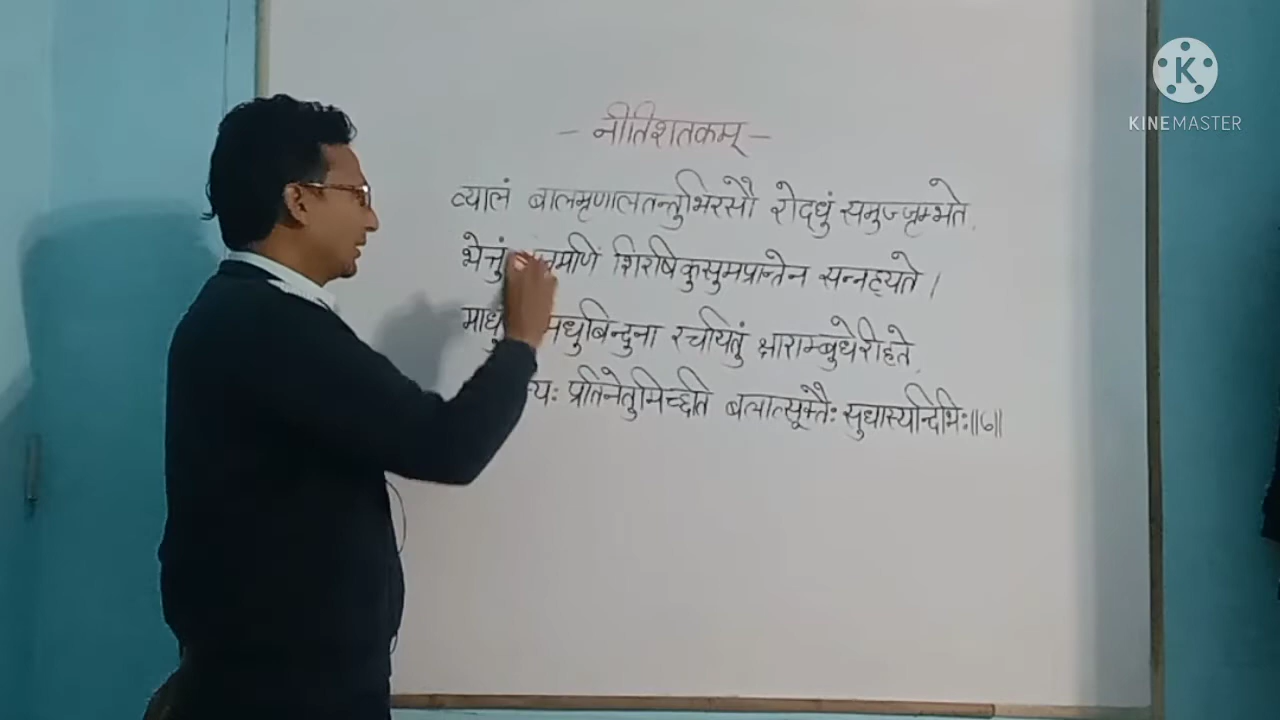 - नीतिशतकम् -
व्यालं बालमृणालतन्तुभिरसौ रोद्धुं समुज्जृम्भते,
भेत्तुं शिरीषकुसुमप्रान्तेन सन्नह्यते ।
मधुबिन्दुना रचयितुं क्षाराम्बुधेरीहते,
प्रतिनेतुमिच्छति बलात्सूक्तैः सुधास्यन्दिभिः॥७॥
K
KINEMASTER